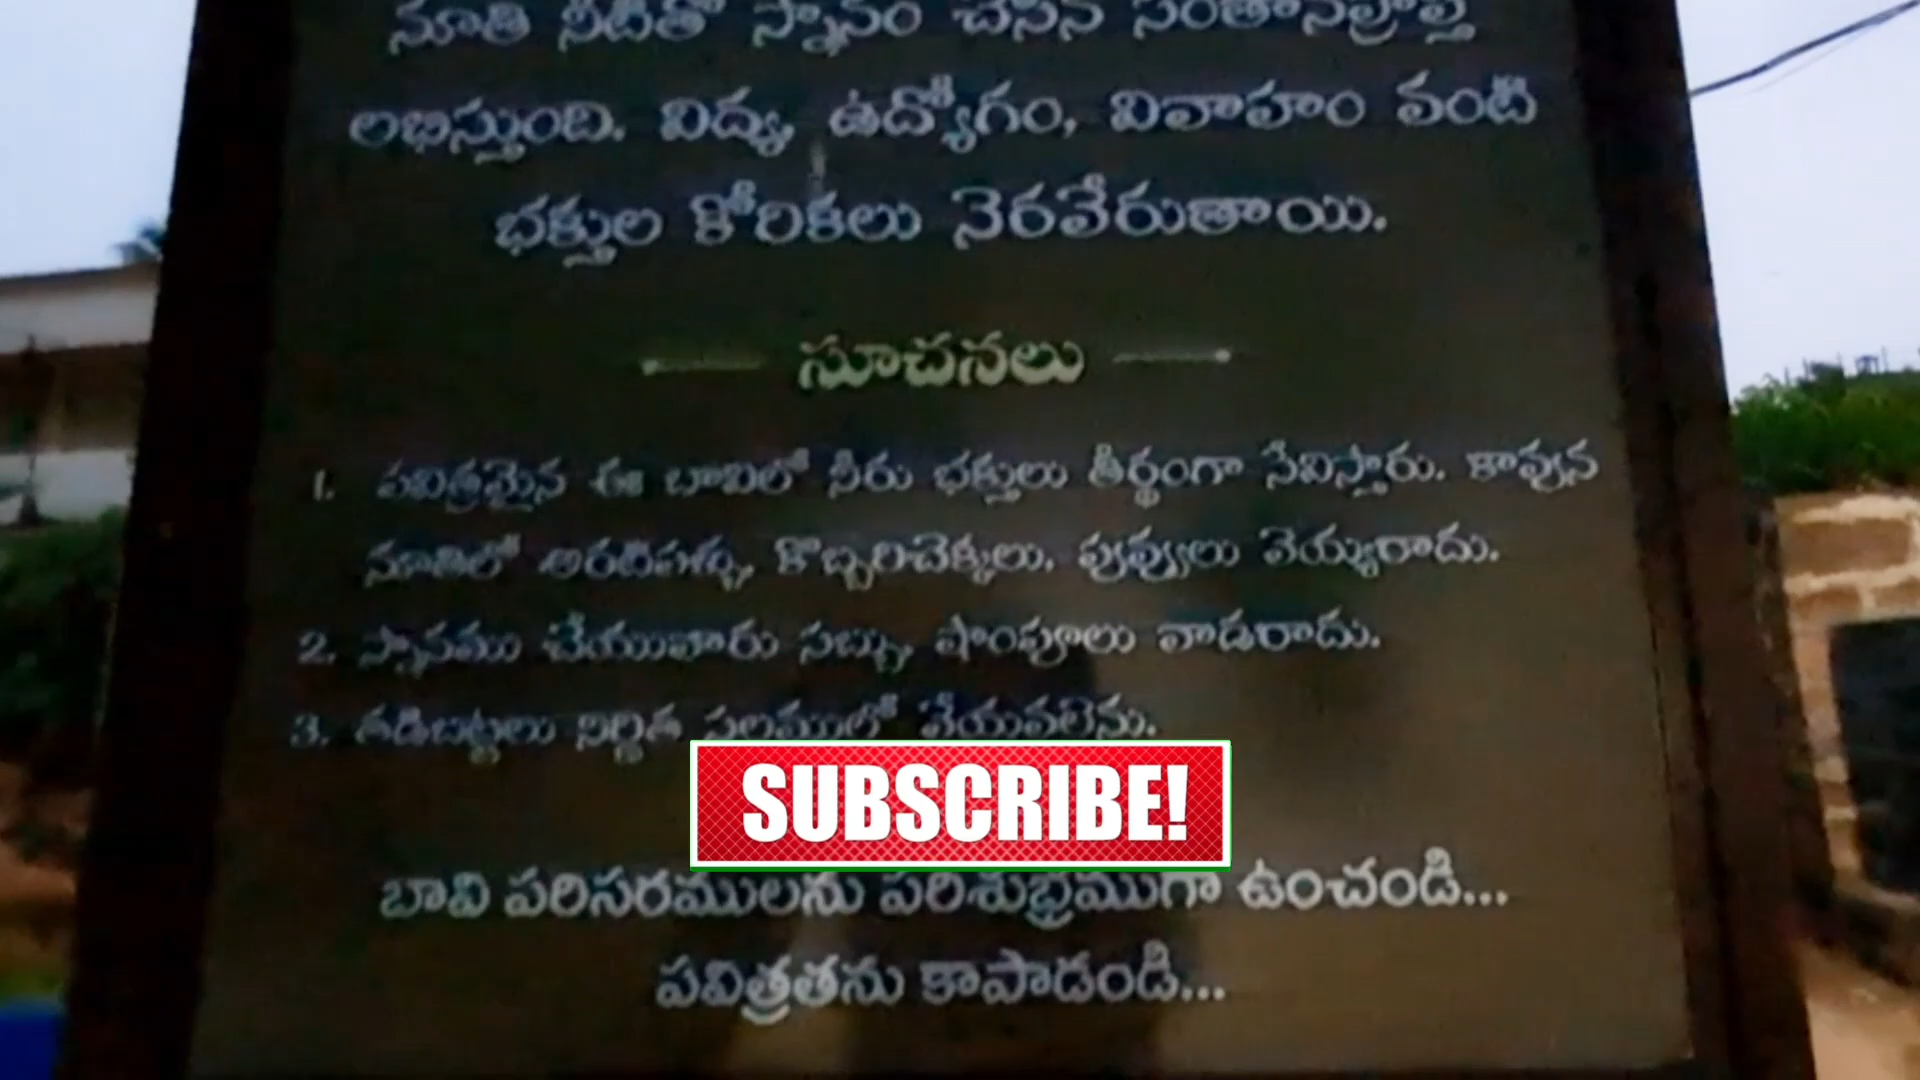 నూతి నీటితో స్నానం చేసిన సంతానప్రాప్తి
లభిస్తుంది. విద్య, ఉద్యోగం, వివాహం వంటి
భక్తుల కోరికలు నెరవేరుతాయి.
సూచనలు
1. పవిత్రమైన ఈ బావిలో నీరు భక్తులు తీర్థంగా సేవిస్తారు. కావున
నూతిలో అరటిపళ్ళు, కొబ్బరిచెక్కలు, పువ్వులు వెయ్యరాదు.
2. స్నానము చేయువారు సబ్బు, షాంపూలు వాడరాదు.
3. తడిబట్టలు నిర్ణిత స్థలములో వేయవలెను.
SUBSCRIBE!
బావి పరిసరములను పరిశుభ్రముగా ఉంచండి...
పవిత్రతను కాపాడండి...